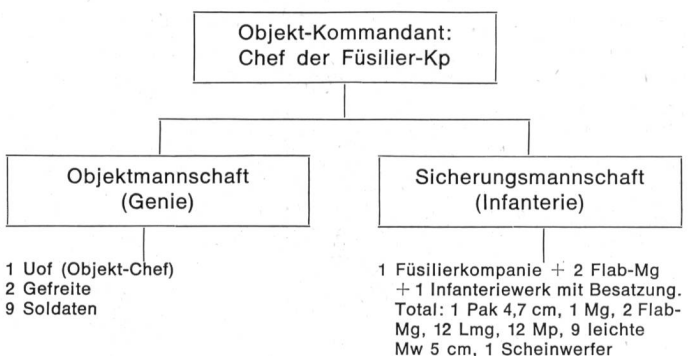 Objekt-Kommandant:
Chef der Füsilier-Kp
Objektmannschaft
(Genie)
Sicherungsmannschaft
(Infanterie)
1 Uof (Objekt-Chef)
2 Gefreite
9 Soldaten
1 Füsilierkompanie + 2 Flab-Mg
+ 1 Infanteriewerk mit Besatzung.
Total: 1 Pak 4,7 cm, 1 Mg, 2 Flab-
Mg, 12 Lmg, 12 Mp, 9 leichte
Mw 5 cm, 1 Scheinwerfer